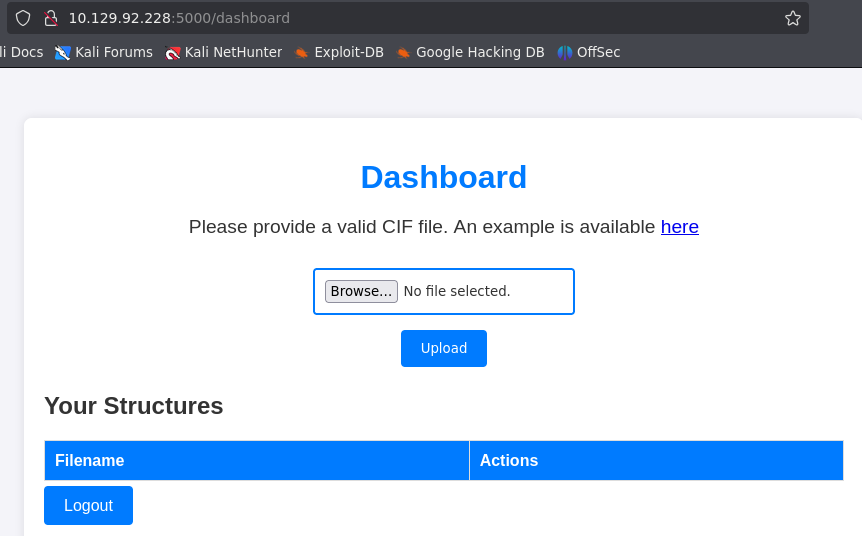 10.129.92.228:5000/dashboard
li Docs Kali Forums Kali NetHunter Exploit-DB Google Hacking DB OffSec
Dashboard
Please provide a valid CIF file. An example is available here
Browse... No file selected.
Upload
Your Structures
Filename Actions
Logout